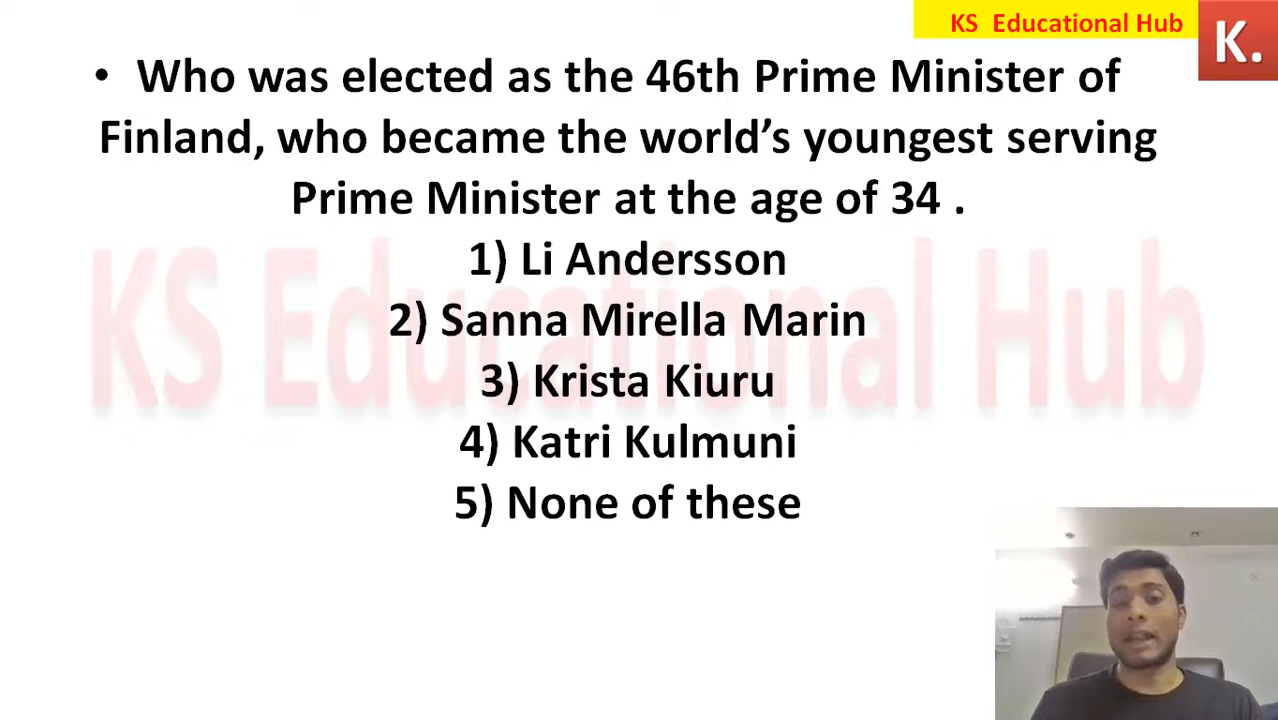 KS Educational Hub
K.
• Who was elected as the 46th Prime Minister of
Finland, who became the world’s youngest serving
Prime Minister at the age of 34 .
1) Li Andersson
2) Sanna Mirella Marin
3) Krista Kiuru
4) Katri Kulmuni
5) None of these
KS Educational Hub